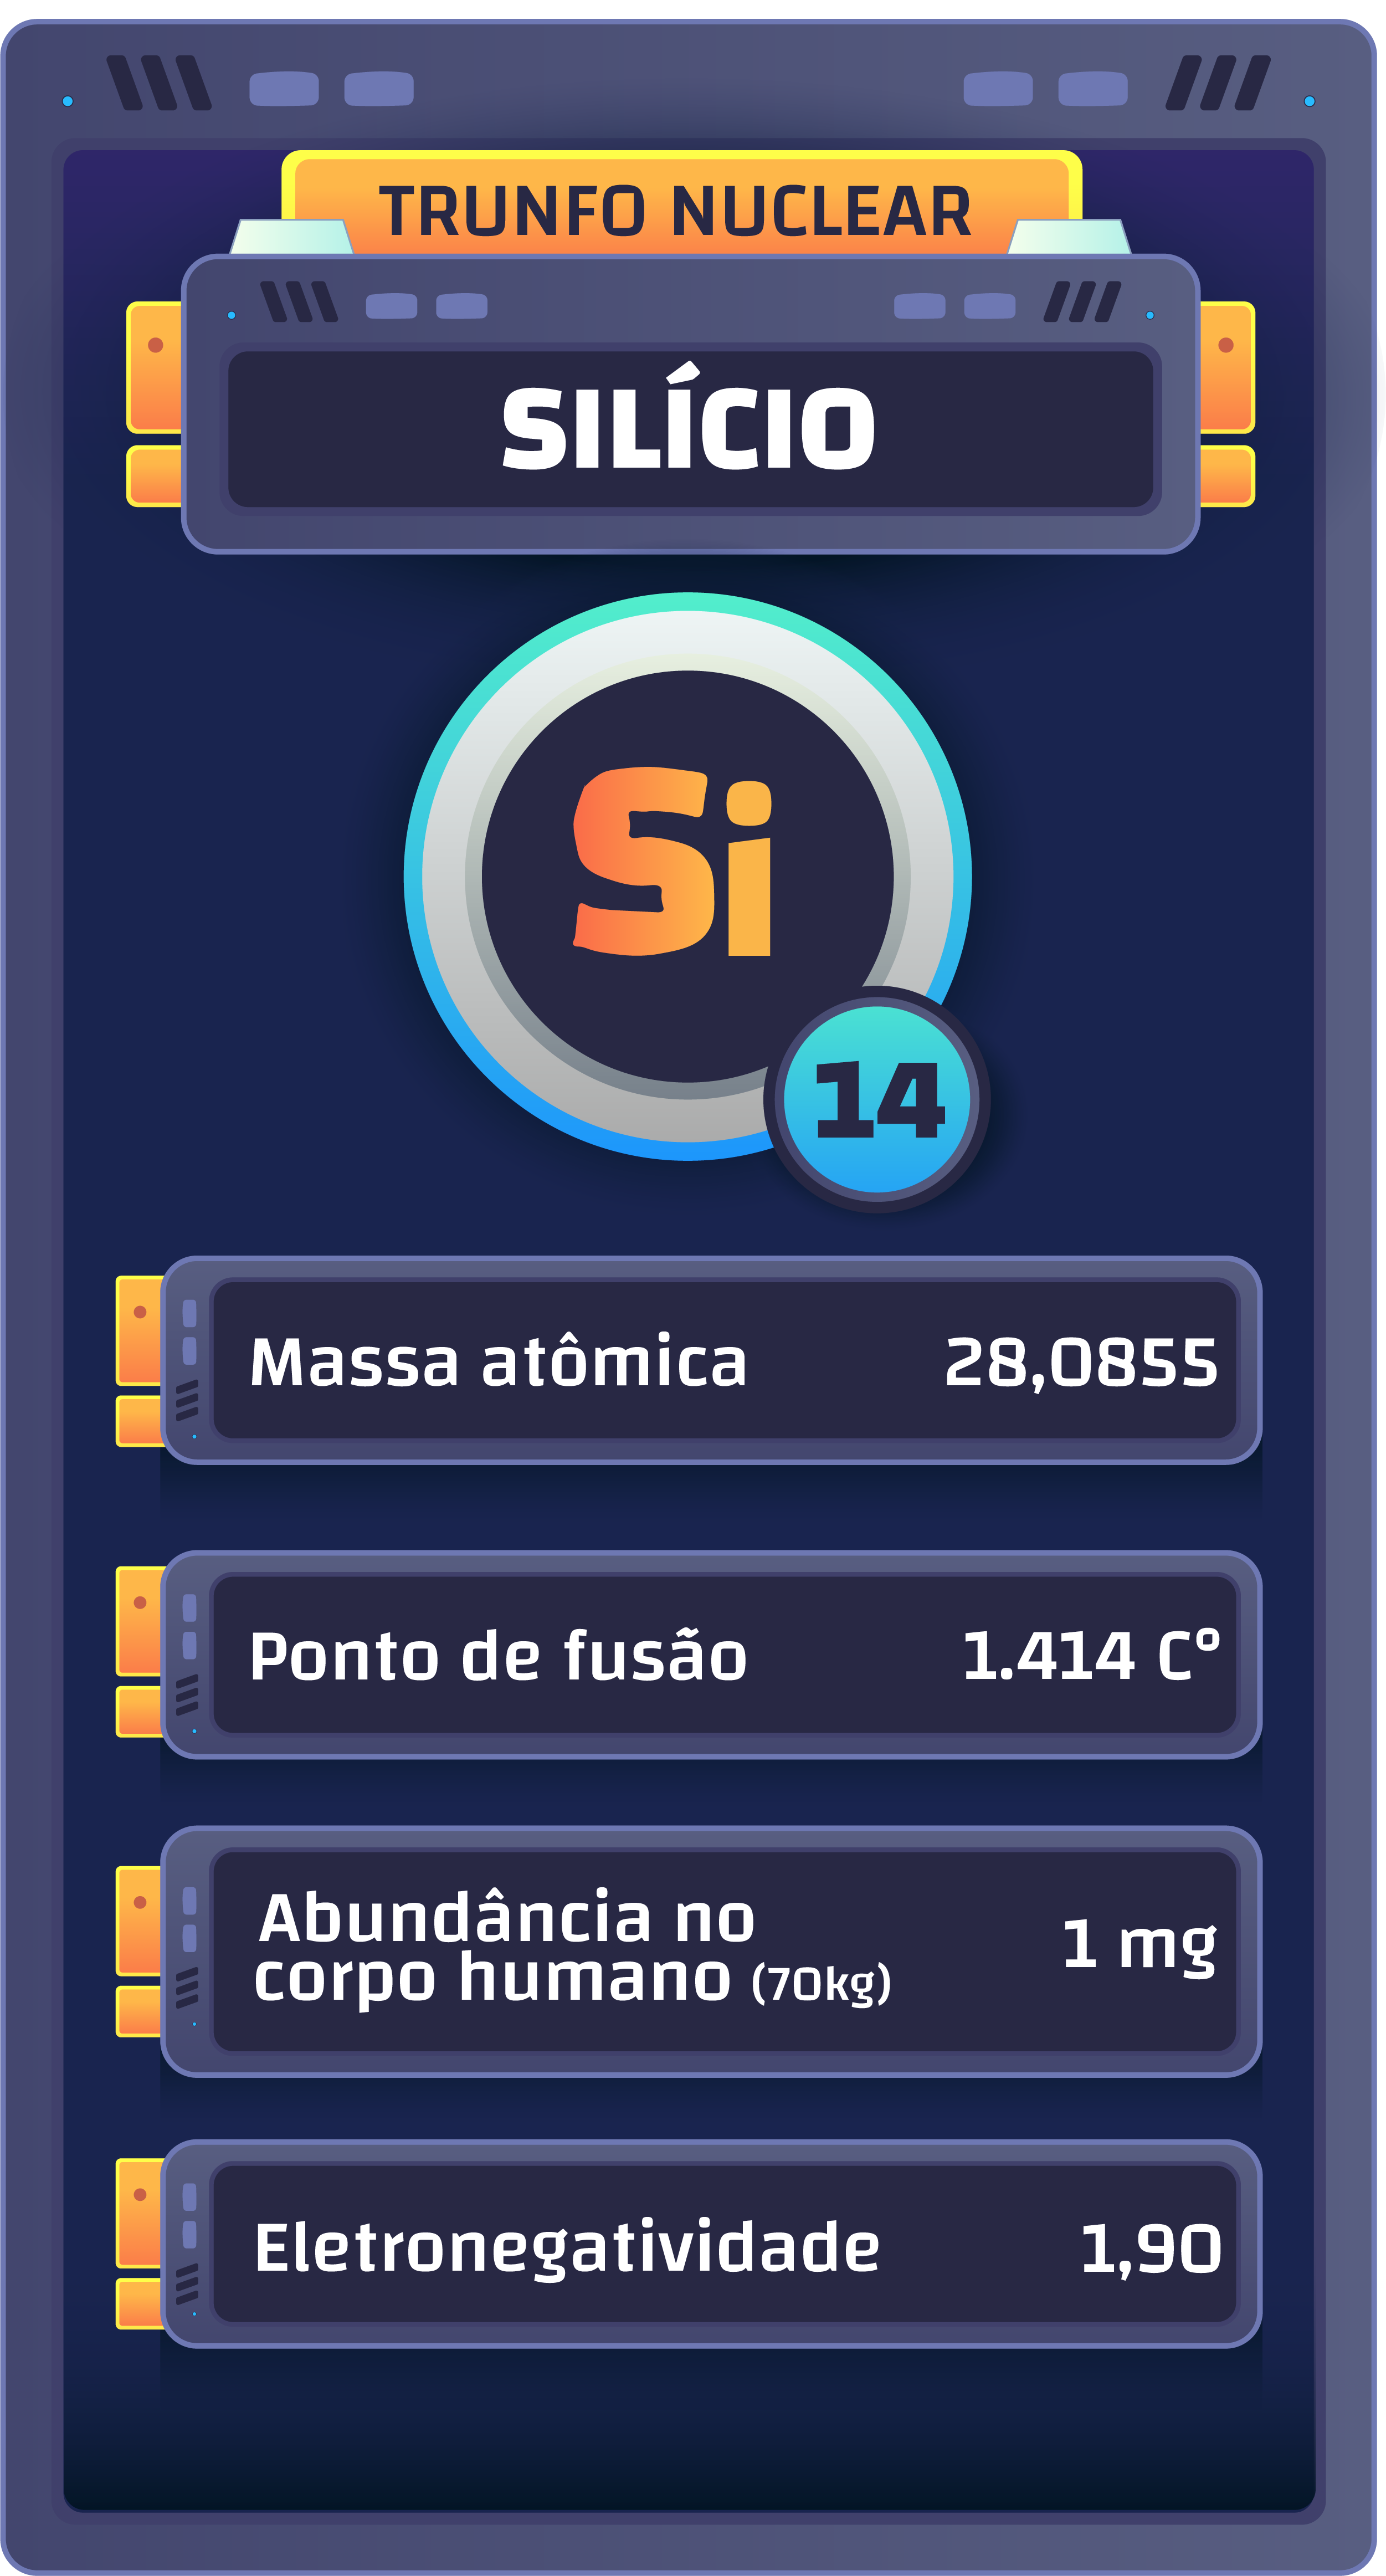 TRUNFO NUCLEAR
SILÍCIO
Si
14
Massa atômica 28,0855
Ponto de fusão 1.414 Cº
Abundância no
corpo humano (70kg) 1 mg
Eletronegatividade 1,90